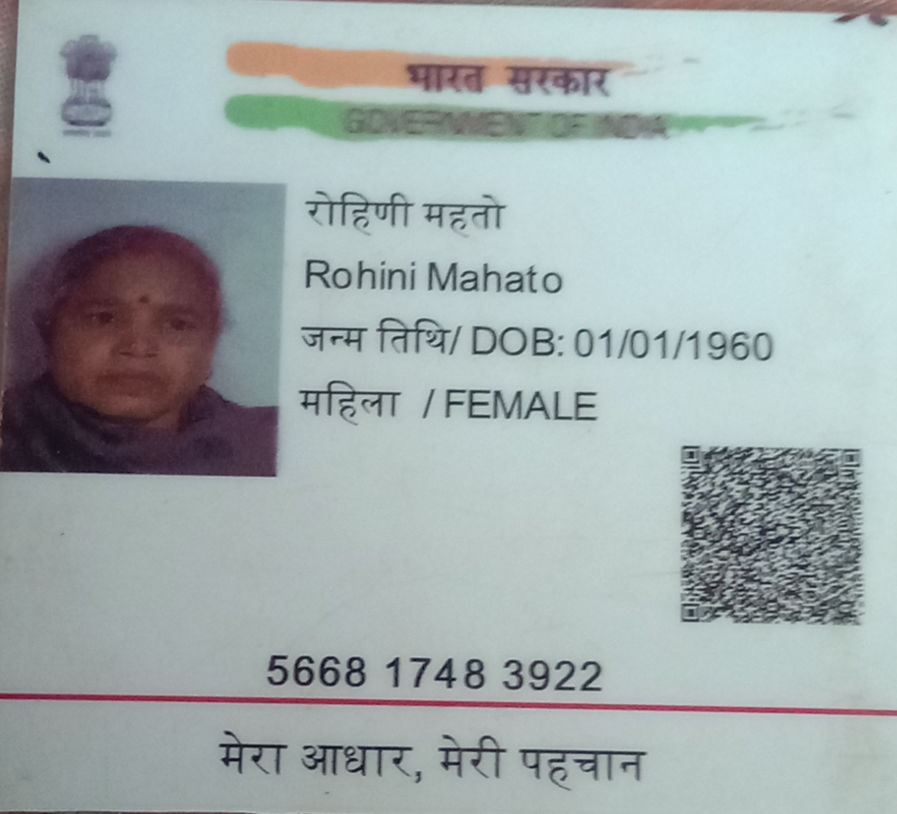 भारत सरकार
GOVERNMENT OF INDIA
रोहिणी महतो
Rohini Mahato
जन्म तिथि/ DOB: 01/01/1960
महिला / FEMALE
5668 1748 3922
मेरा आधार, मेरी पहचान